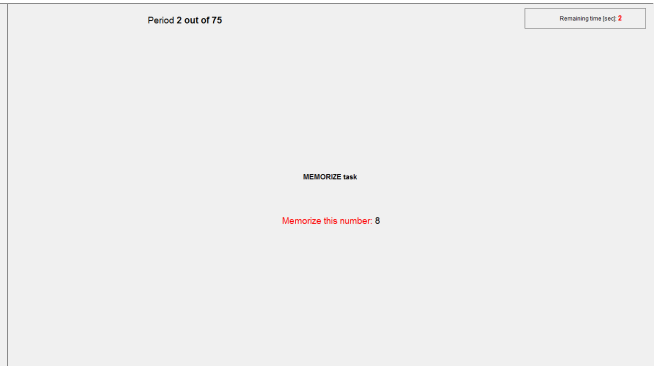 Period 2 out of 75
Remaining time [sec]: 2
MEMORIZE task
Memorize this number: 8